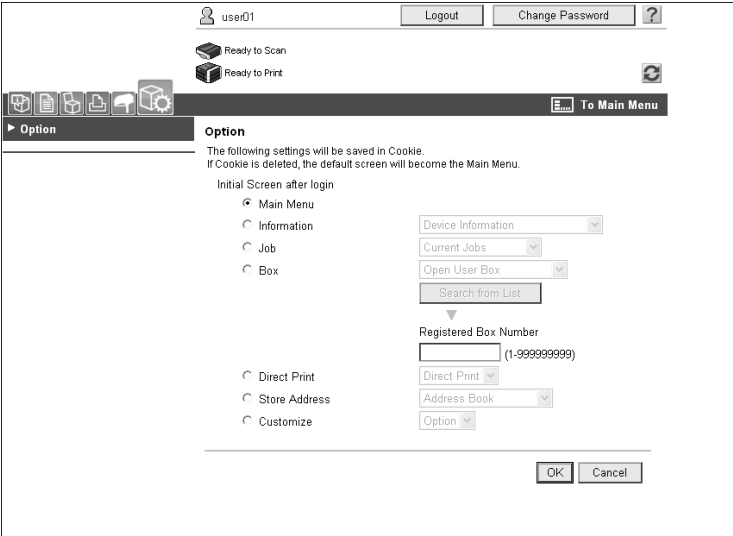 user01 Logout Change Password ?
Ready to Scan
Ready to Print
To Main Menu
Option
Option
The following settings will be saved in Cookie.
If Cookie is deleted, the default screen will become the Main Menu.
Initial Screen after login
Main Menu
Information Device Information
Job Current Jobs
Box Open User Box
Search from List
Registered Box Number
(1-999999999)
Direct Print Direct Print
Store Address Address Book
Customize Option
OK Cancel